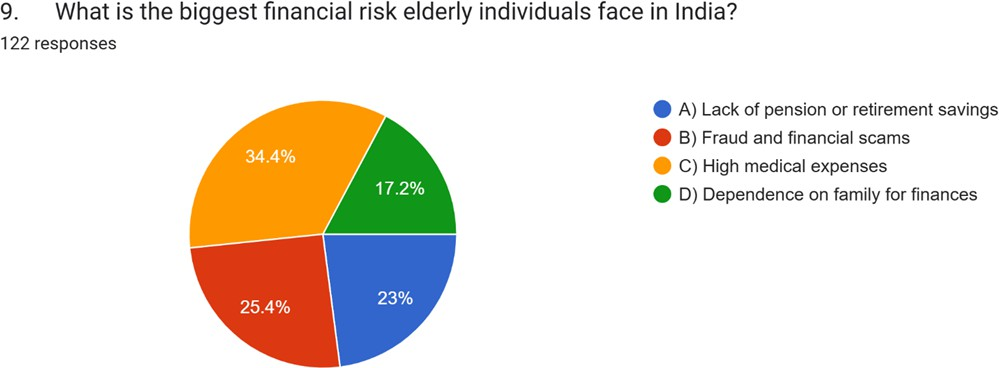 9. What is the biggest financial risk elderly individuals face in India?
122 responses
34.4%
17.2%
25.4%
23%
A) Lack of pension or retirement savings
B) Fraud and financial scams
C) High medical expenses
D) Dependence on family for finances